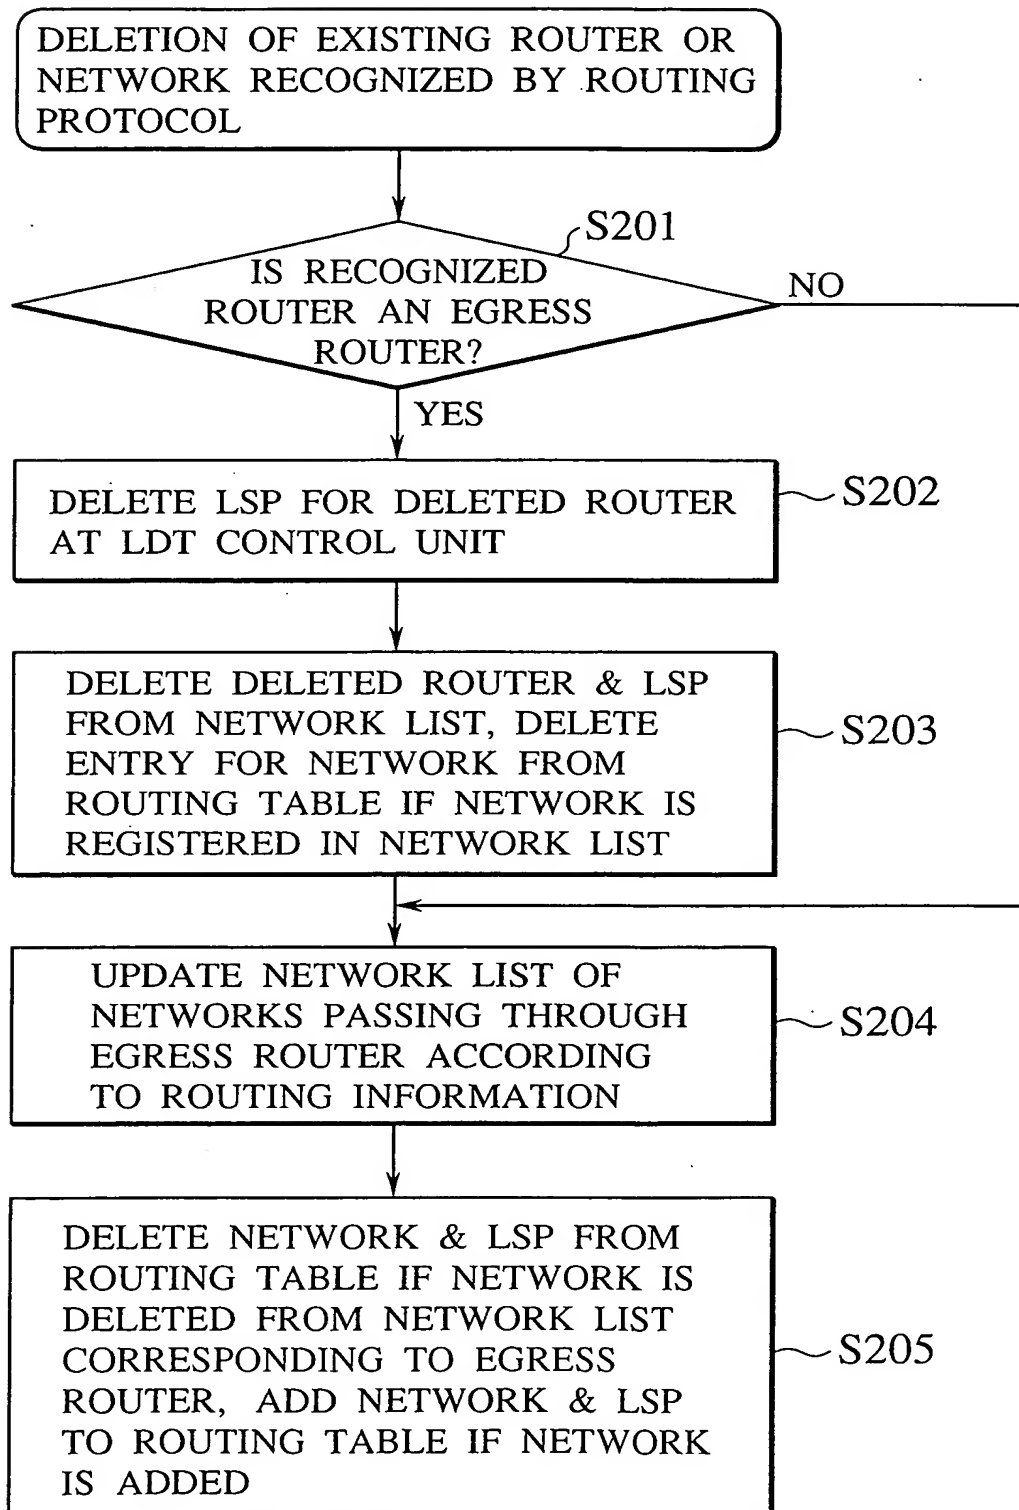 DELETION OF EXISTING ROUTER OR
NETWORK RECOGNIZED BY ROUTING
PROTOCOL
S201
IS RECOGNIZED
ROUTER AN EGRESS
ROUTER?
NO
YES
DELETE LSP FOR DELETED ROUTER
AT LDT CONTROL UNIT
S202
DELETE DELETED ROUTER & LSP
FROM NETWORK LIST, DELETE
ENTRY FOR NETWORK FROM
ROUTING TABLE IF NETWORK IS
REGISTERED IN NETWORK LIST
S203
UPDATE NETWORK LIST OF
NETWORKS PASSING THROUGH
EGRESS ROUTER ACCORDING
TO ROUTING INFORMATION
S204
DELETE NETWORK & LSP FROM
ROUTING TABLE IF NETWORK IS
DELETED FROM NETWORK LIST
CORRESPONDING TO EGRESS
ROUTER, ADD NETWORK & LSP
TO ROUTING TABLE IF NETWORK
IS ADDED
S205